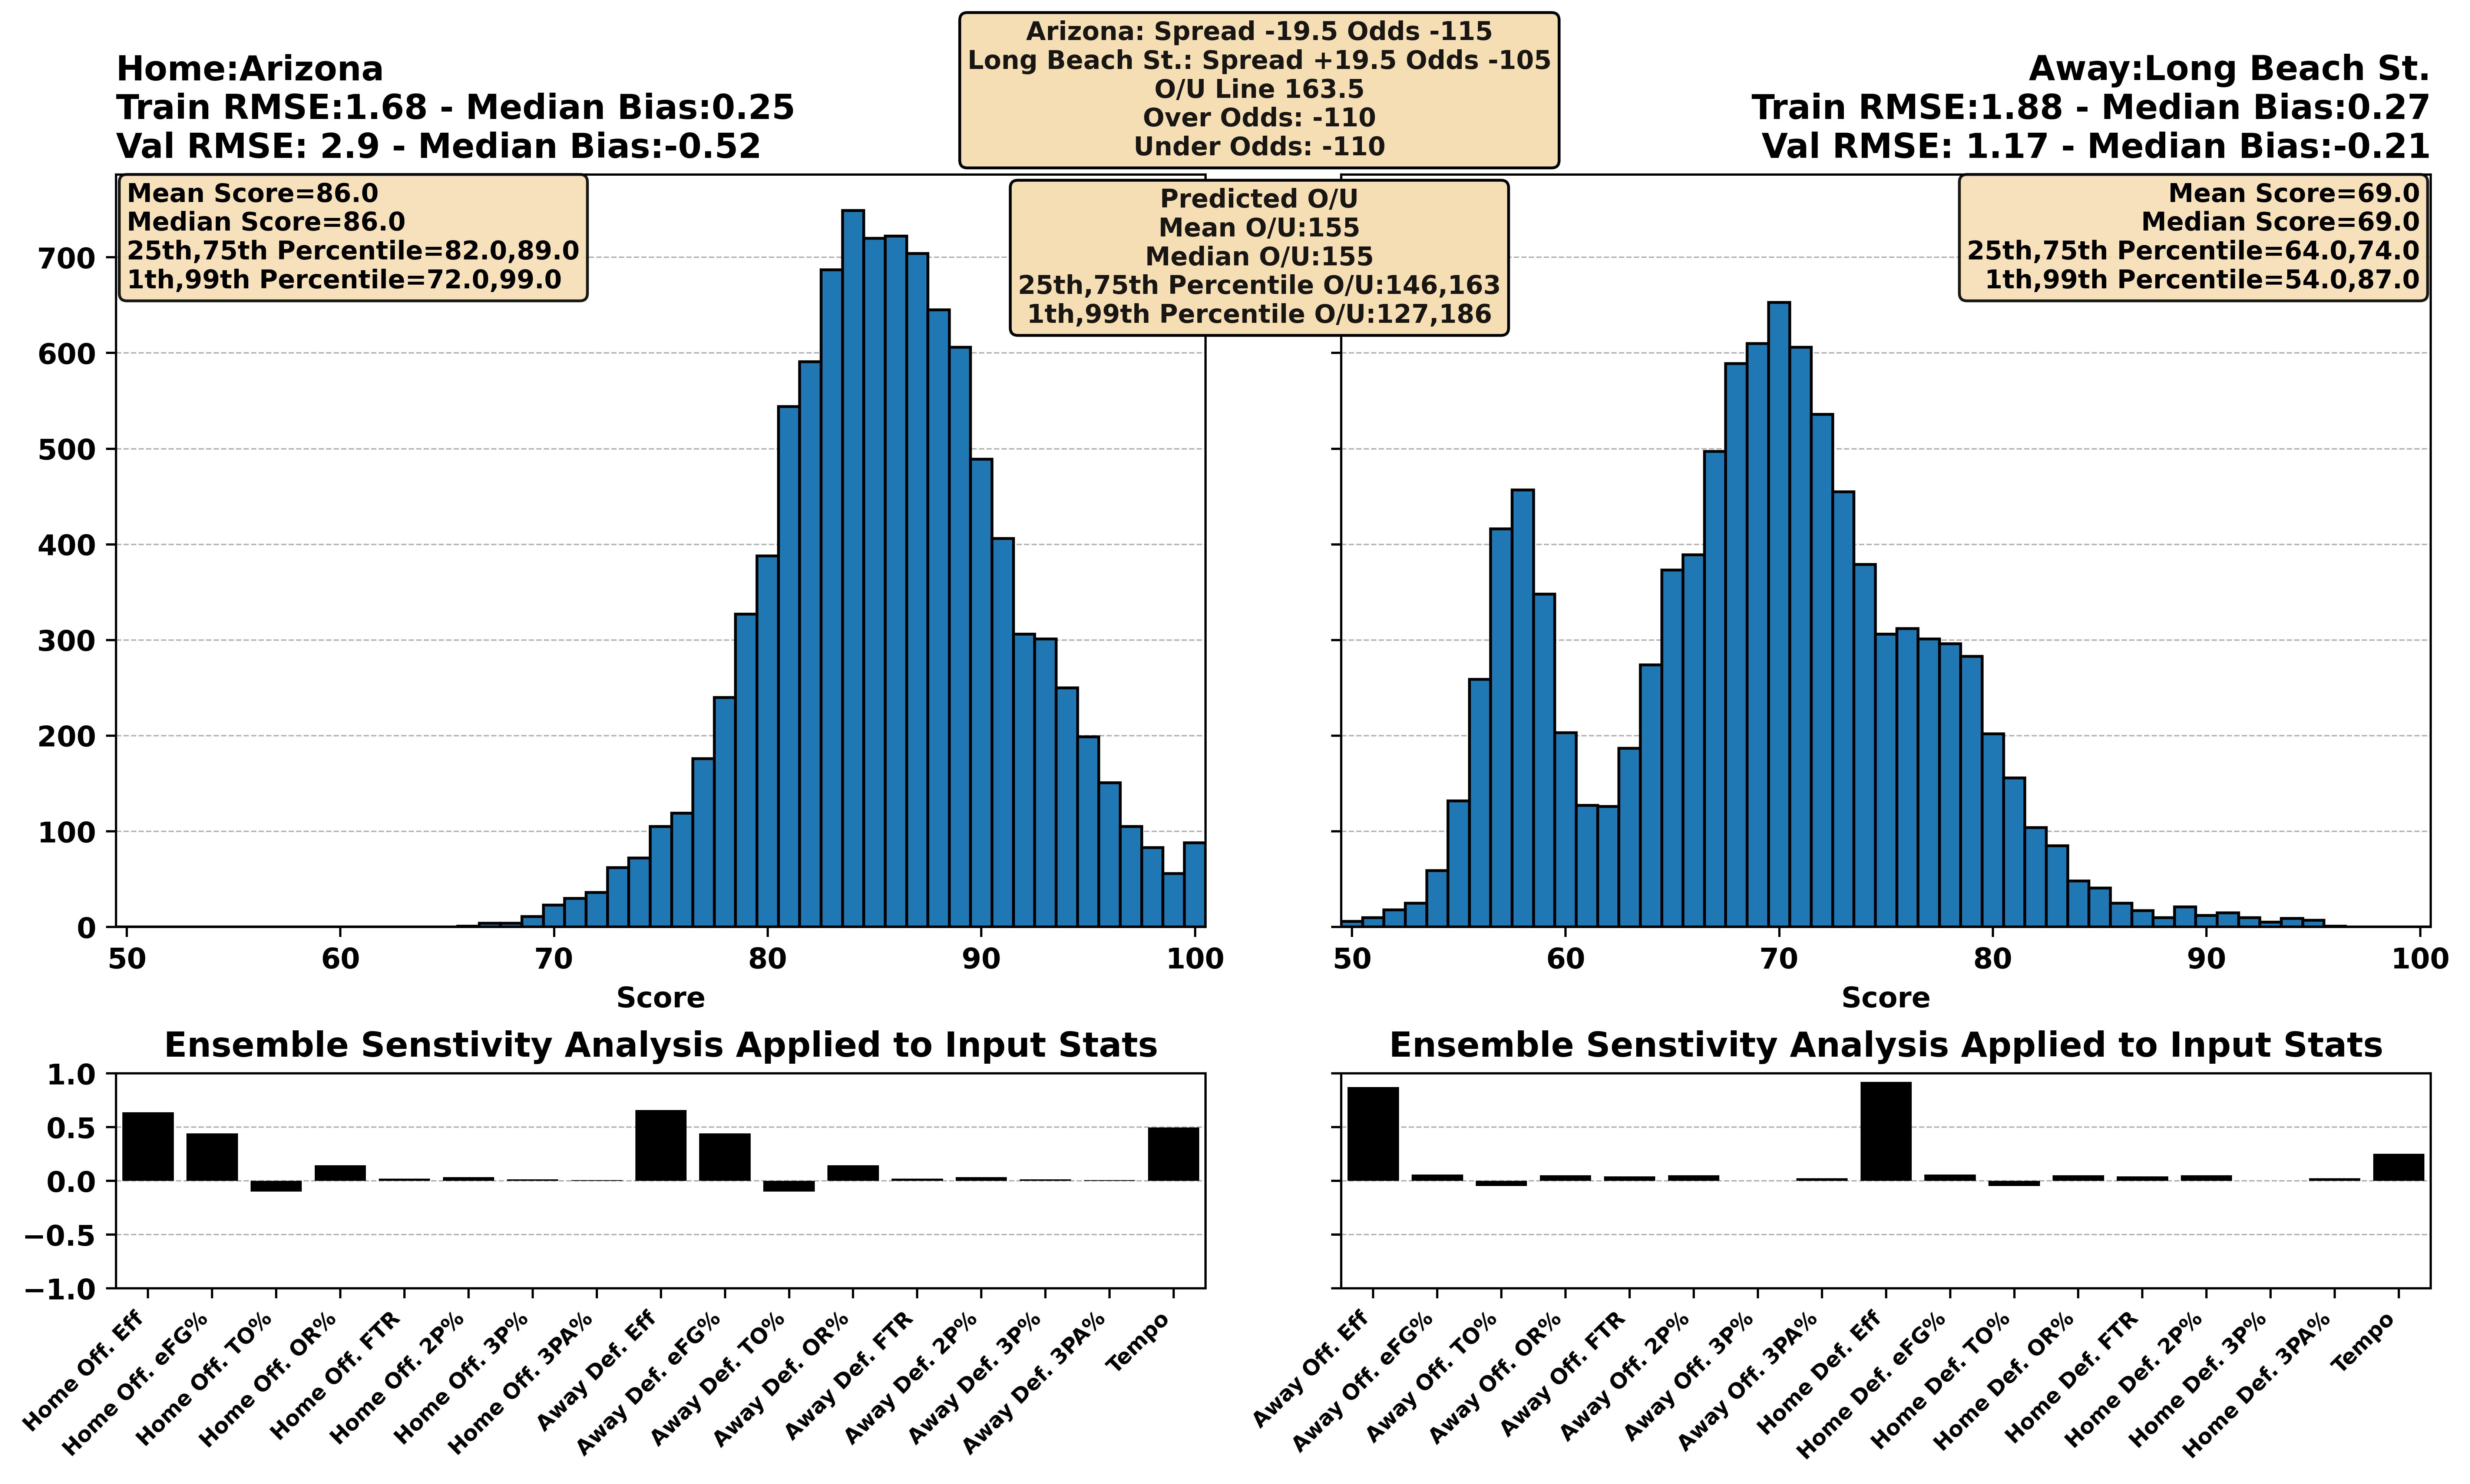 Arizona: Spread -19.5 Odds -115
Long Beach St.: Spread +19.5 Odds -105
O/U Line 163.5
Over Odds: -110
Under Odds: -110
Home:Arizona
Train RMSE:1.68 - Median Bias:0.25
Val RMSE: 2.9 - Median Bias:-0.52
Away:Long Beach St.
Train RMSE:1.88 - Median Bias:0.27
Val RMSE: 1.17 - Median Bias:-0.21
Mean Score=86.0
Median Score=86.0
25th,75th Percentile=82.0,89.0
1th,99th Percentile=72.0,99.0
Predicted O/U
Mean O/U:155
Median O/U:155
25th,75th Percentile O/U:146,163
1th,99th Percentile O/U:127,186
Mean Score=69.0
Median Score=69.0
25th,75th Percentile=64.0,74.0
1th,99th Percentile=54.0,87.0
700
600
500
400
300
200
100
0
50 60 70 80 90 100
Score
50 60 70 80 90 100
Score
Ensemble Senstivity Analysis Applied to Input Stats
Ensemble Senstivity Analysis Applied to Input Stats
1.0
0.5
0.0
−0.5
−1.0
Home Off. Eff
Home Off. eFG%
Home Off. TO%
Home Off. OR%
Home Off. FTR
Home Off. 2P%
Home Off. 3P%
Home Off. 3PA%
Away Def. Eff
Away Def. eFG%
Away Def. TO%
Away Def. OR%
Away Def. FTR
Away Def. 2P%
Away Def. 3P%
Away Def. 3PA%
Tempo
Away Off. Eff
Away Off. eFG%
Away Off. TO%
Away Off. OR%
Away Off. FTR
Away Off. 2P%
Away Off. 3P%
Away Off. 3PA%
Home Def. Eff
Home Def. eFG%
Home Def. TO%
Home Def. OR%
Home Def. FTR
Home Def. 2P%
Home Def. 3P%
Home Def. 3PA%
Tempo